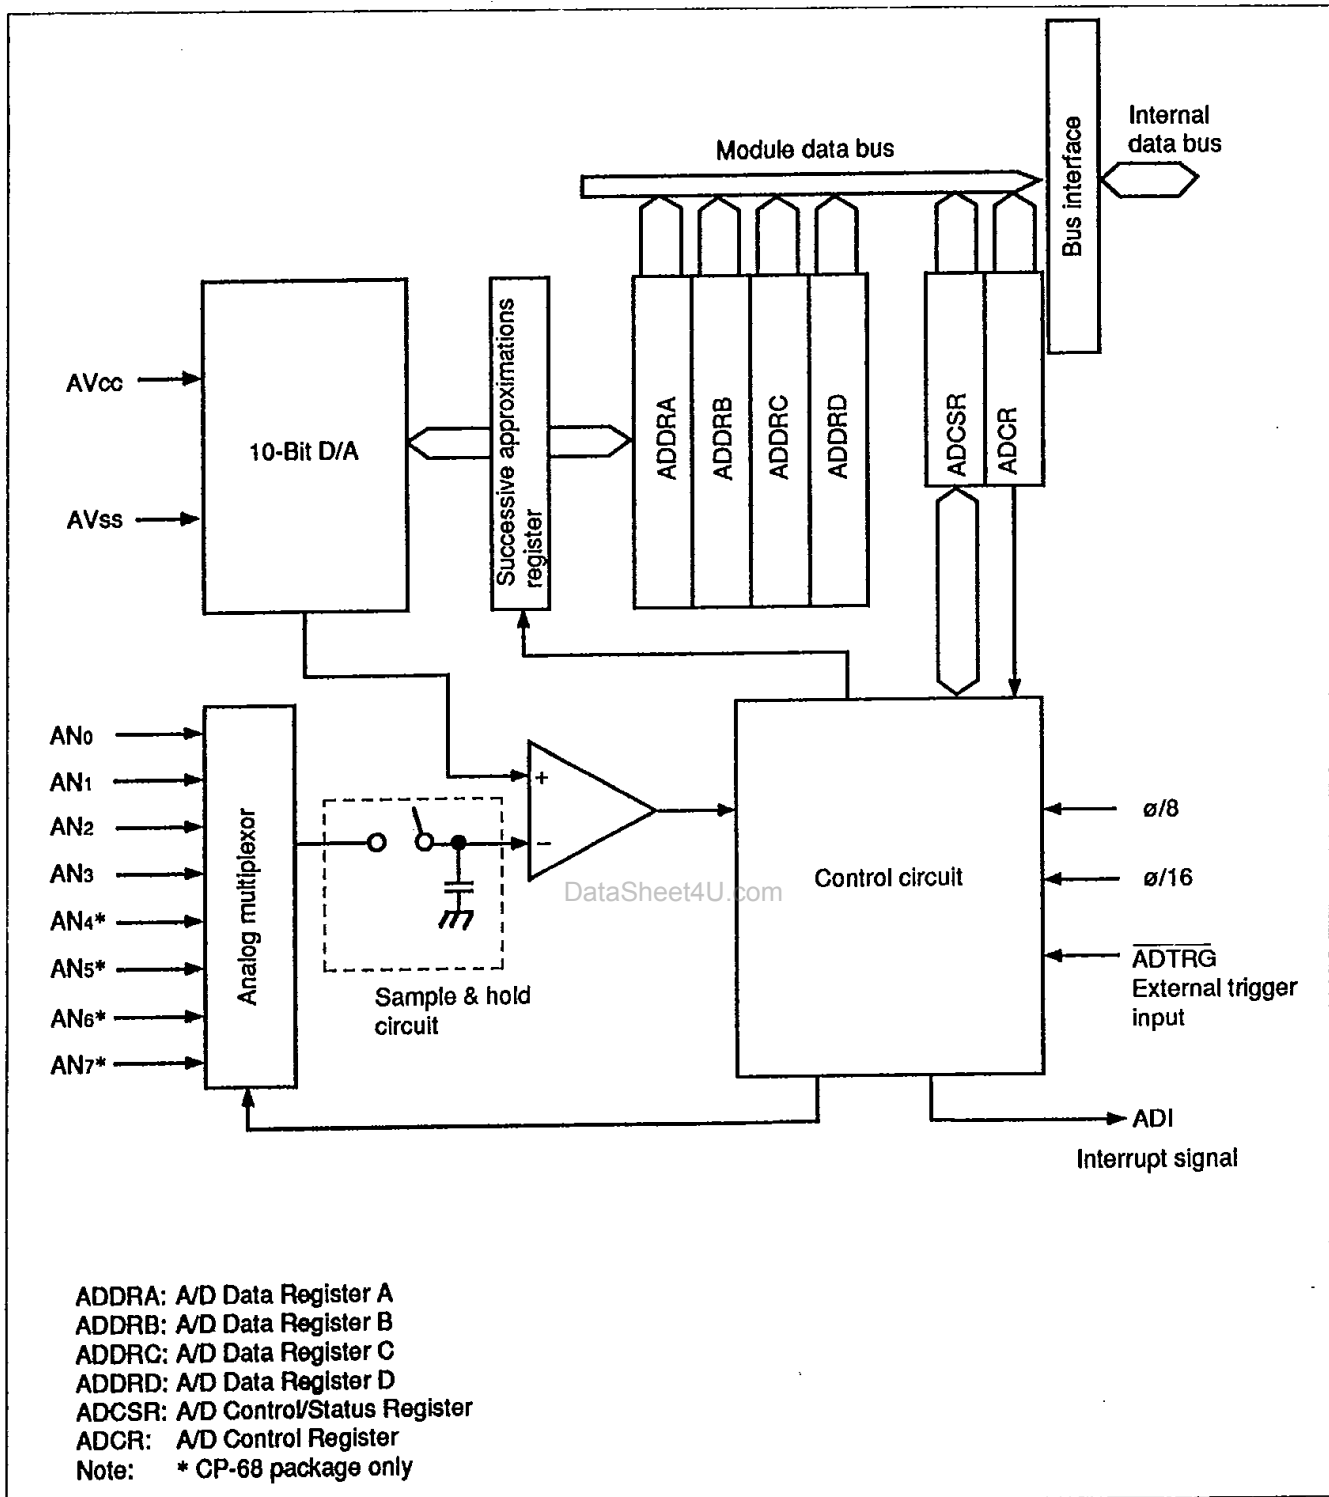 Internal
data bus
Module data bus
Bus interface
AVcc
AVss
10-Bit D/A
Successive approximations
register
ADDRA
ADDRB
ADDRC
ADDRD
ADCSR
ADCR
AN0
AN1
AN2
AN3
AN4*
AN5*
AN6*
AN7*
Analog multiplexor
+
−
Sample & hold
circuit
DataSheet4U.com
Control circuit
ø/8
ø/16
ADTRG
External trigger
input
ADI
Interrupt signal
ADDRA: A/D Data Register A
ADDRB: A/D Data Register B
ADDRC: A/D Data Register C
ADDRD: A/D Data Register D
ADCSR: A/D Control/Status Register
ADCR: A/D Control Register
Note: * CP-68 package only